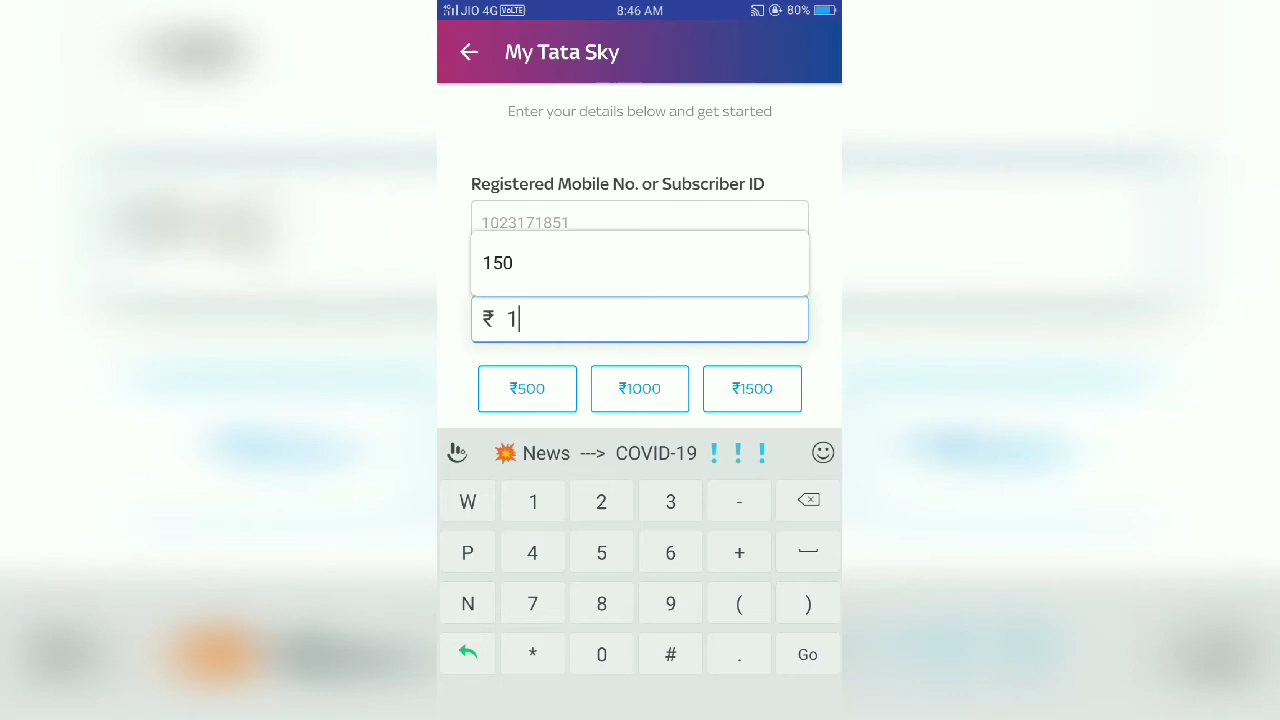 JIO 4G VoLTE 8:46 AM 80%
My Tata Sky
Enter your details below and get started
Registered Mobile No. or Subscriber ID
1023171851
150
₹ 1
₹500 ₹1000 ₹1500
💥 News ---> COVID-19 ❗❗❗
W 1 2 3 -
P 4 5 6 +
N 7 8 9 ( )
* 0 # . Go